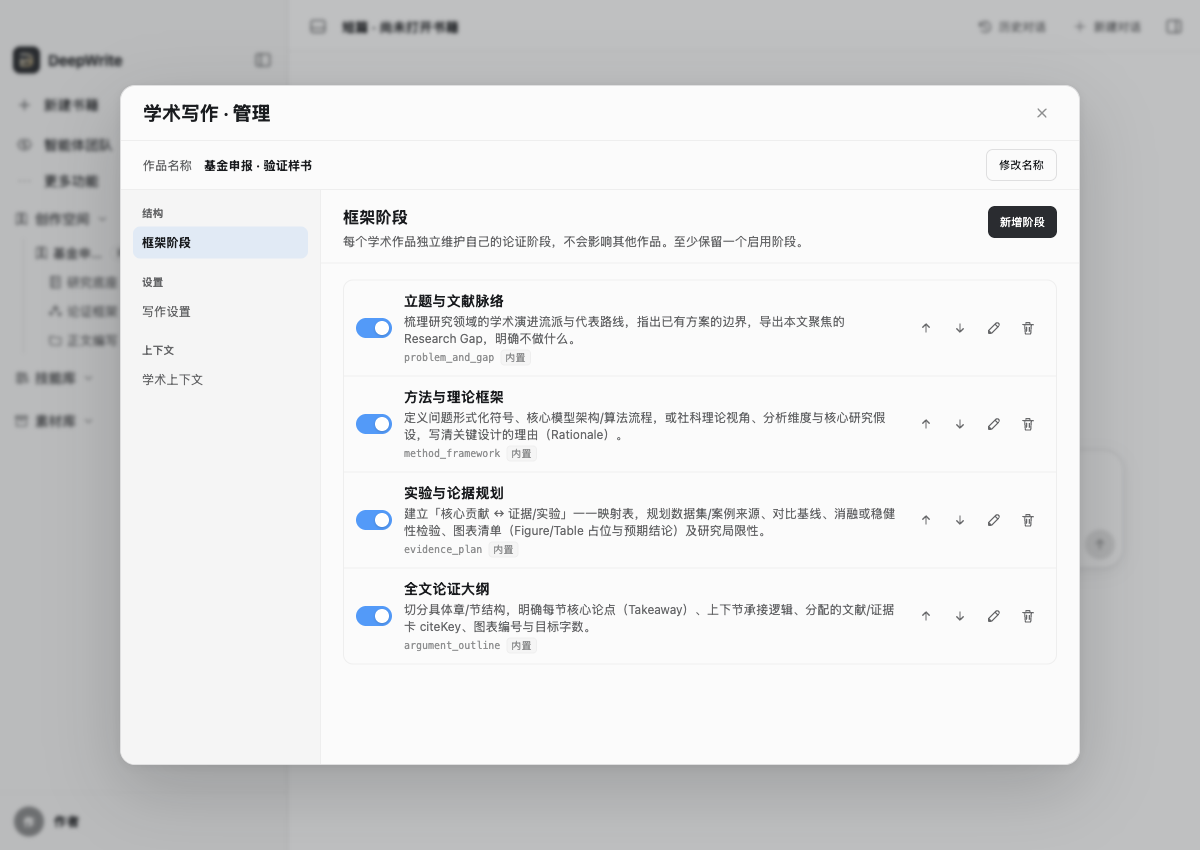 短篇 · 尚未打开书籍
历史对话
新建对话
DeepWrite
新建书籍
智能体团队
更多功能
创作空间
基金申...
研究底座
论证框架
正文编写
技能库
素材库
作者
学术写作 · 管理
作品名称 基金申报 · 验证样书
修改名称
结构
框架阶段
设置
写作设置
上下文
学术上下文
框架阶段
每个学术作品独立维护自己的论证阶段，不会影响其他作品。至少保留一个启用阶段。
新增阶段
立题与文献脉络
梳理研究领域的学术演进流派与代表路线，指出已有方案的边界，导出本文聚焦的
Research Gap，明确不做什么。
problem_and_gap 内置
方法与理论框架
定义问题形式化符号、核心模型架构/算法流程，或社科理论视角、分析维度与核心研究假
设，写清关键设计的理由（Rationale）。
method_framework 内置
实验与论据规划
建立「核心贡献 ↔ 证据/实验」一一映射表，规划数据集/案例来源、对比基线、消融或稳健
性检验、图表清单（Figure/Table 占位与预期结论）及研究局限性。
evidence_plan 内置
全文论证大纲
切分具体章/节结构，明确每节核心论点（Takeaway）、上下节承接逻辑、分配的文献/证据
卡 citeKey、图表编号与目标字数。
argument_outline 内置